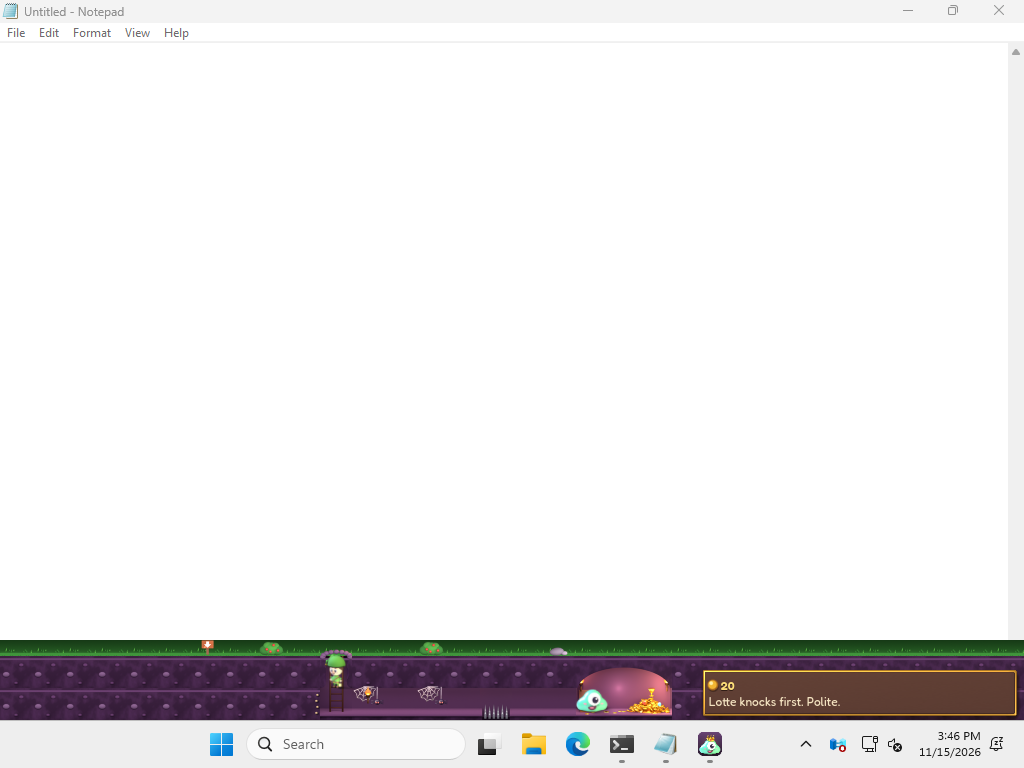 Untitled - Notepad
File Edit Format View Help
20
Lotte knocks first. Polite.
Search
3:46 PM
11/15/2026